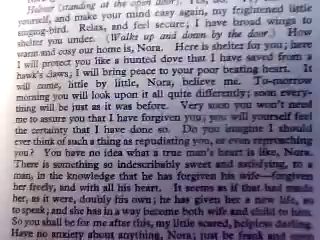 Helmer (standing at the open door). Yes,
yourself, and make your mind easy again, my frightened little
singing-bird. Relax, and feel secure; I have broad wings to
shelter you under. (Walks up and down by the door.) How
warm and cosy our home is, Nora. Here is shelter for you; here
I will protect you like a hunted dove that I have saved from a
hawk's claws; I will bring peace to your poor beating heart. It
will come, little by little, Nora, believe me. To-morrow
morning you will look upon it all quite differently; soon every-
thing will be just as it was before. Very soon you won't need
me to assure you that I have forgiven you; you will yourself feel
the certainty that I have done so. Do you imagine I should
ever think of such a thing as repudiating you, or even reproaching
you? You have no idea what a true man's heart is like, Nora.
There is something so indescribably sweet and satisfying, to a
man, in the knowledge that he has forgiven his wife—forgiven
her freely, and with all his heart. It seems as if that had made
her, as it were, doubly his own; he has given her a new life, so
to speak; and she has in a way become both wife and child to him.
So you shall be for me after this, my little scared, helpless darling.
Have no anxiety about anything, Nora; just be frank and